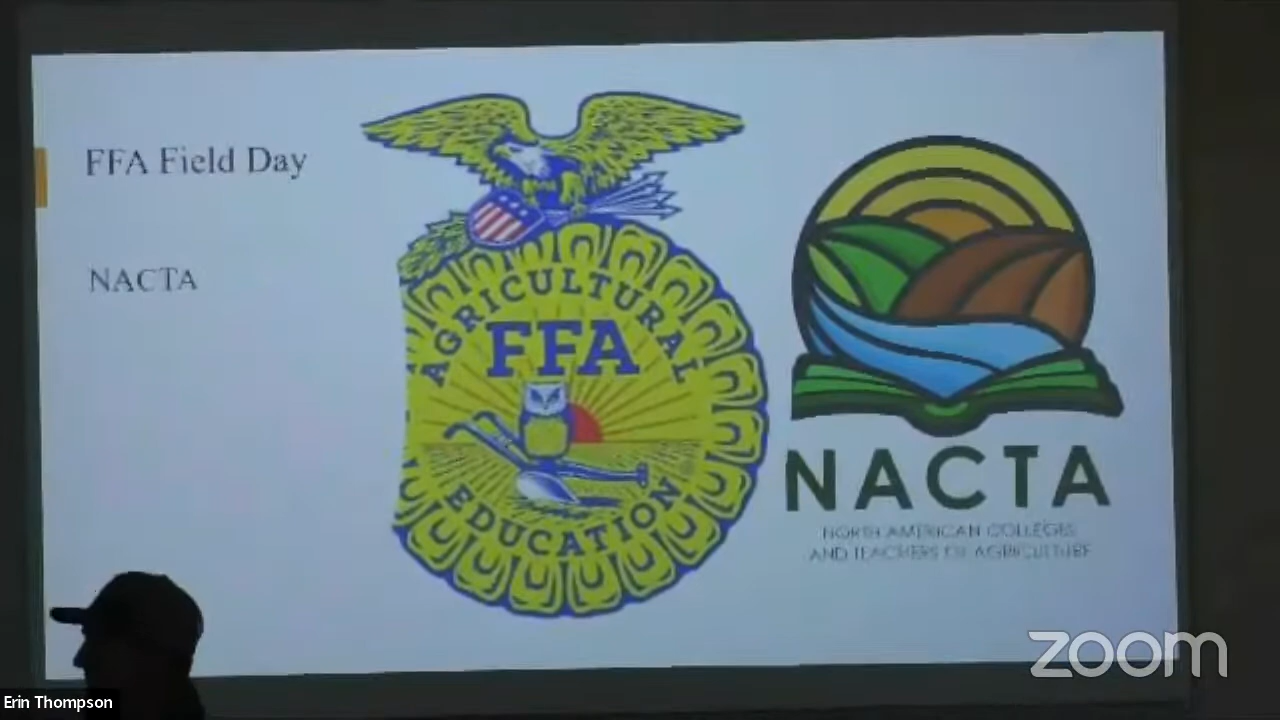 FFA Field Day
NACTA
AGRICULTURAL
FFA
EDUCATION
NACTA
NORTH AMERICAN COLLEGES
AND TEACHERS OF AGRICULTURE
zoom
Erin Thompson